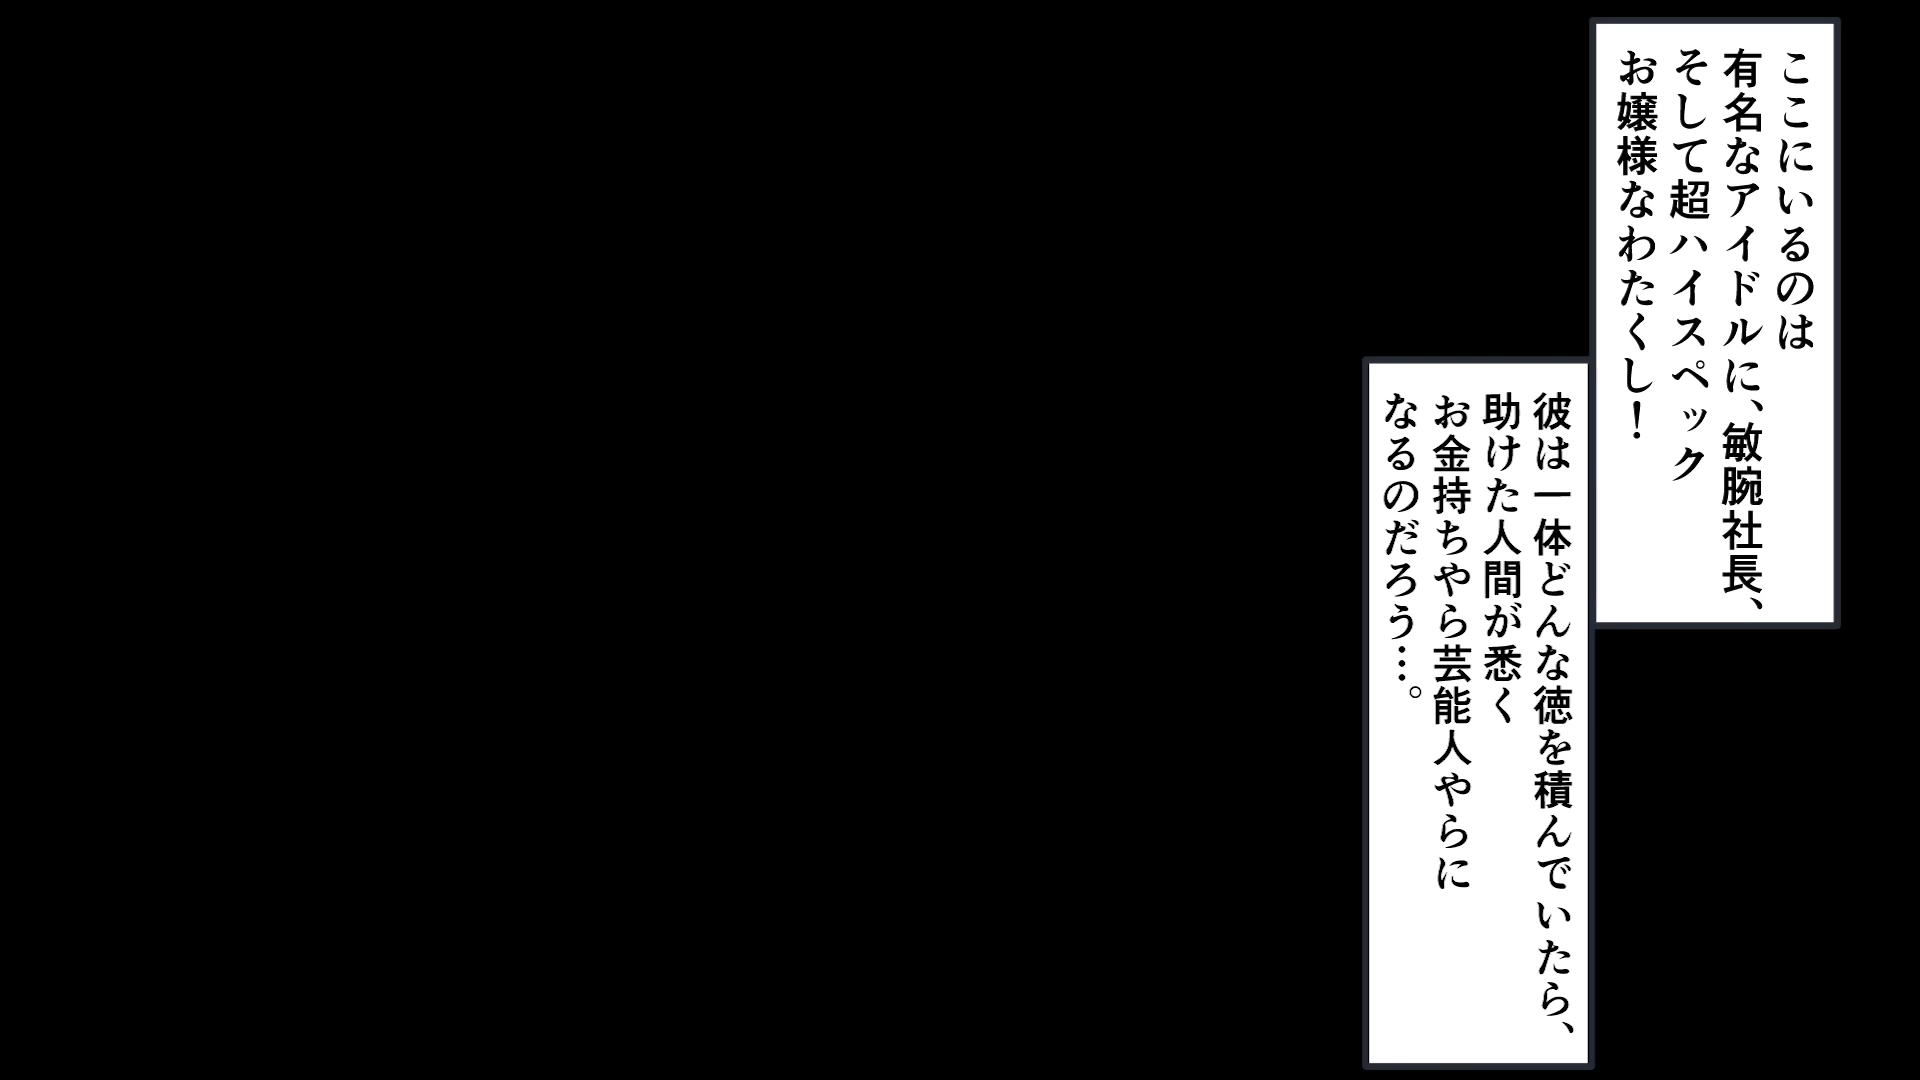 ここにいるのは
有名なアイドルに、敏腕社長、
そして超ハイスペック
お嬢様なわたくし！
彼は一体どんな徳を積んでいたら、
助けた人間が悉く
お金持ちやら芸能人やらに
なるのだろう…。